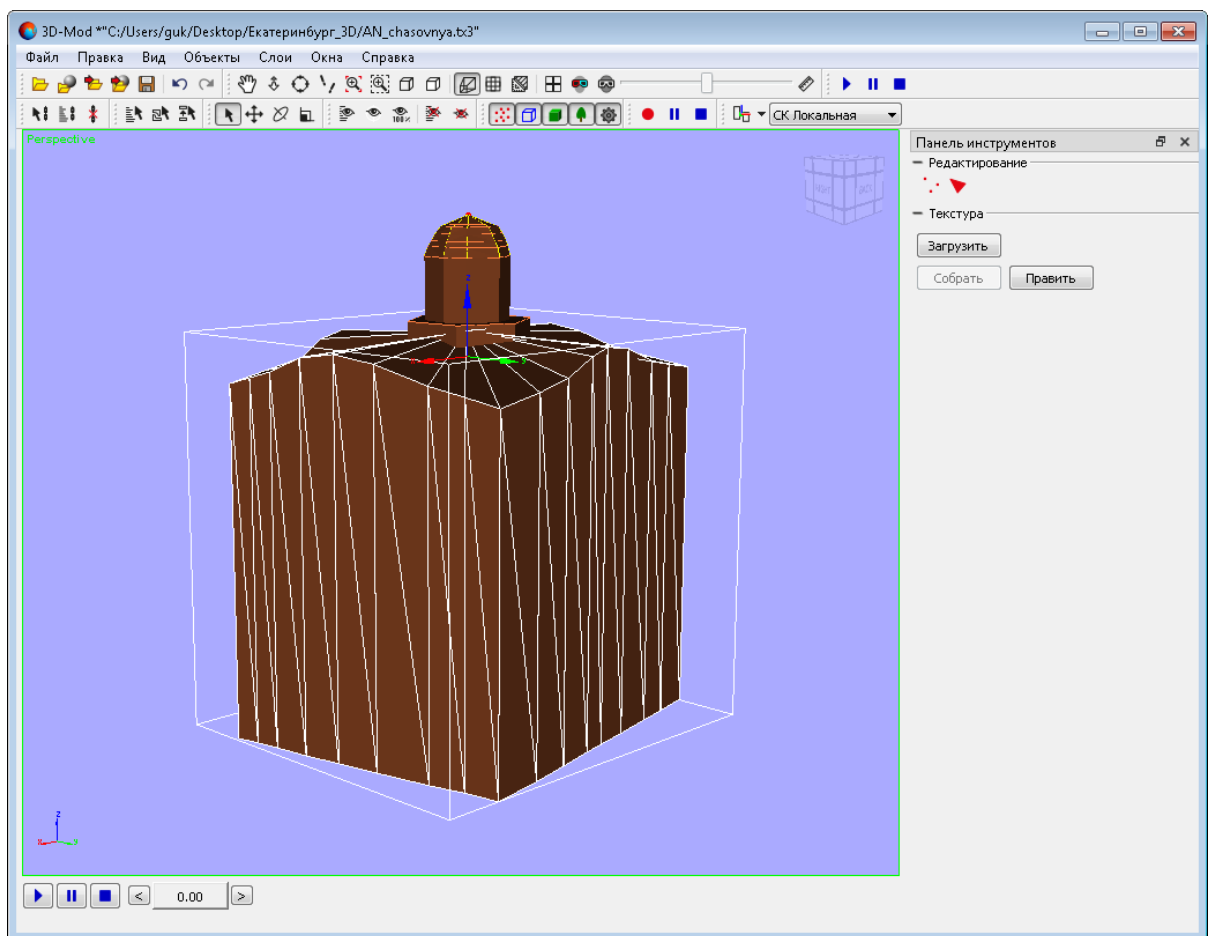 3D-Mod *"C:/Users/guk/Desktop/Екатеринбург_3D/AN_chasovnya.tx3"
Файл Правка Вид Объекты Слои Окна Справка
100%
СК Локальная
Perspective
Панель инструментов
Редактирование
Текстура
Загрузить
Собрать Править
z
x y
z
x y
< 0.00 >